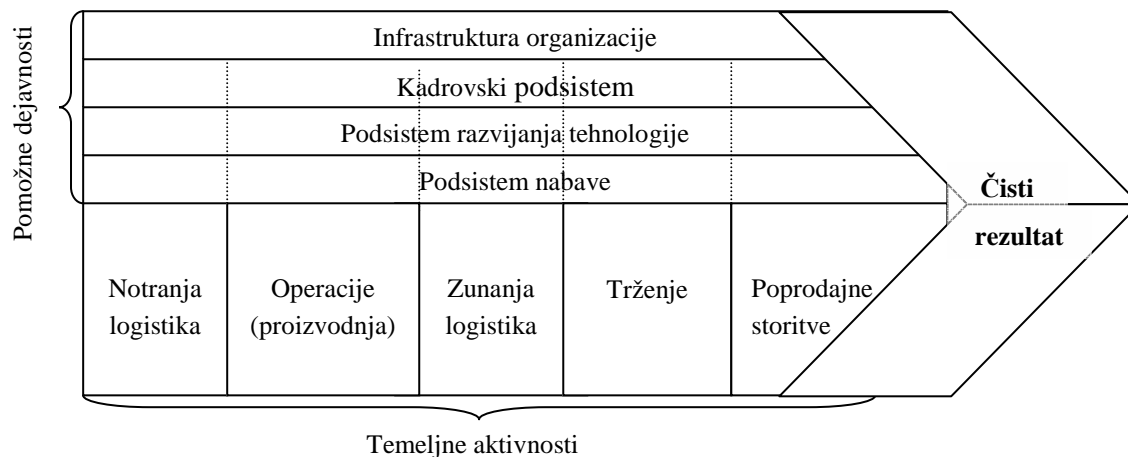 Pomožne dejavnosti
Infrastruktura organizacije
Kadrovski podsistem
Podsistem razvijanja tehnologije
Podsistem nabave
Čisti
rezultat
Notranja
logistika
Operacije
(proizvodnja)
Zunanja
logistika
Trženje
Poprodajne
storitve
Temeljne aktivnosti